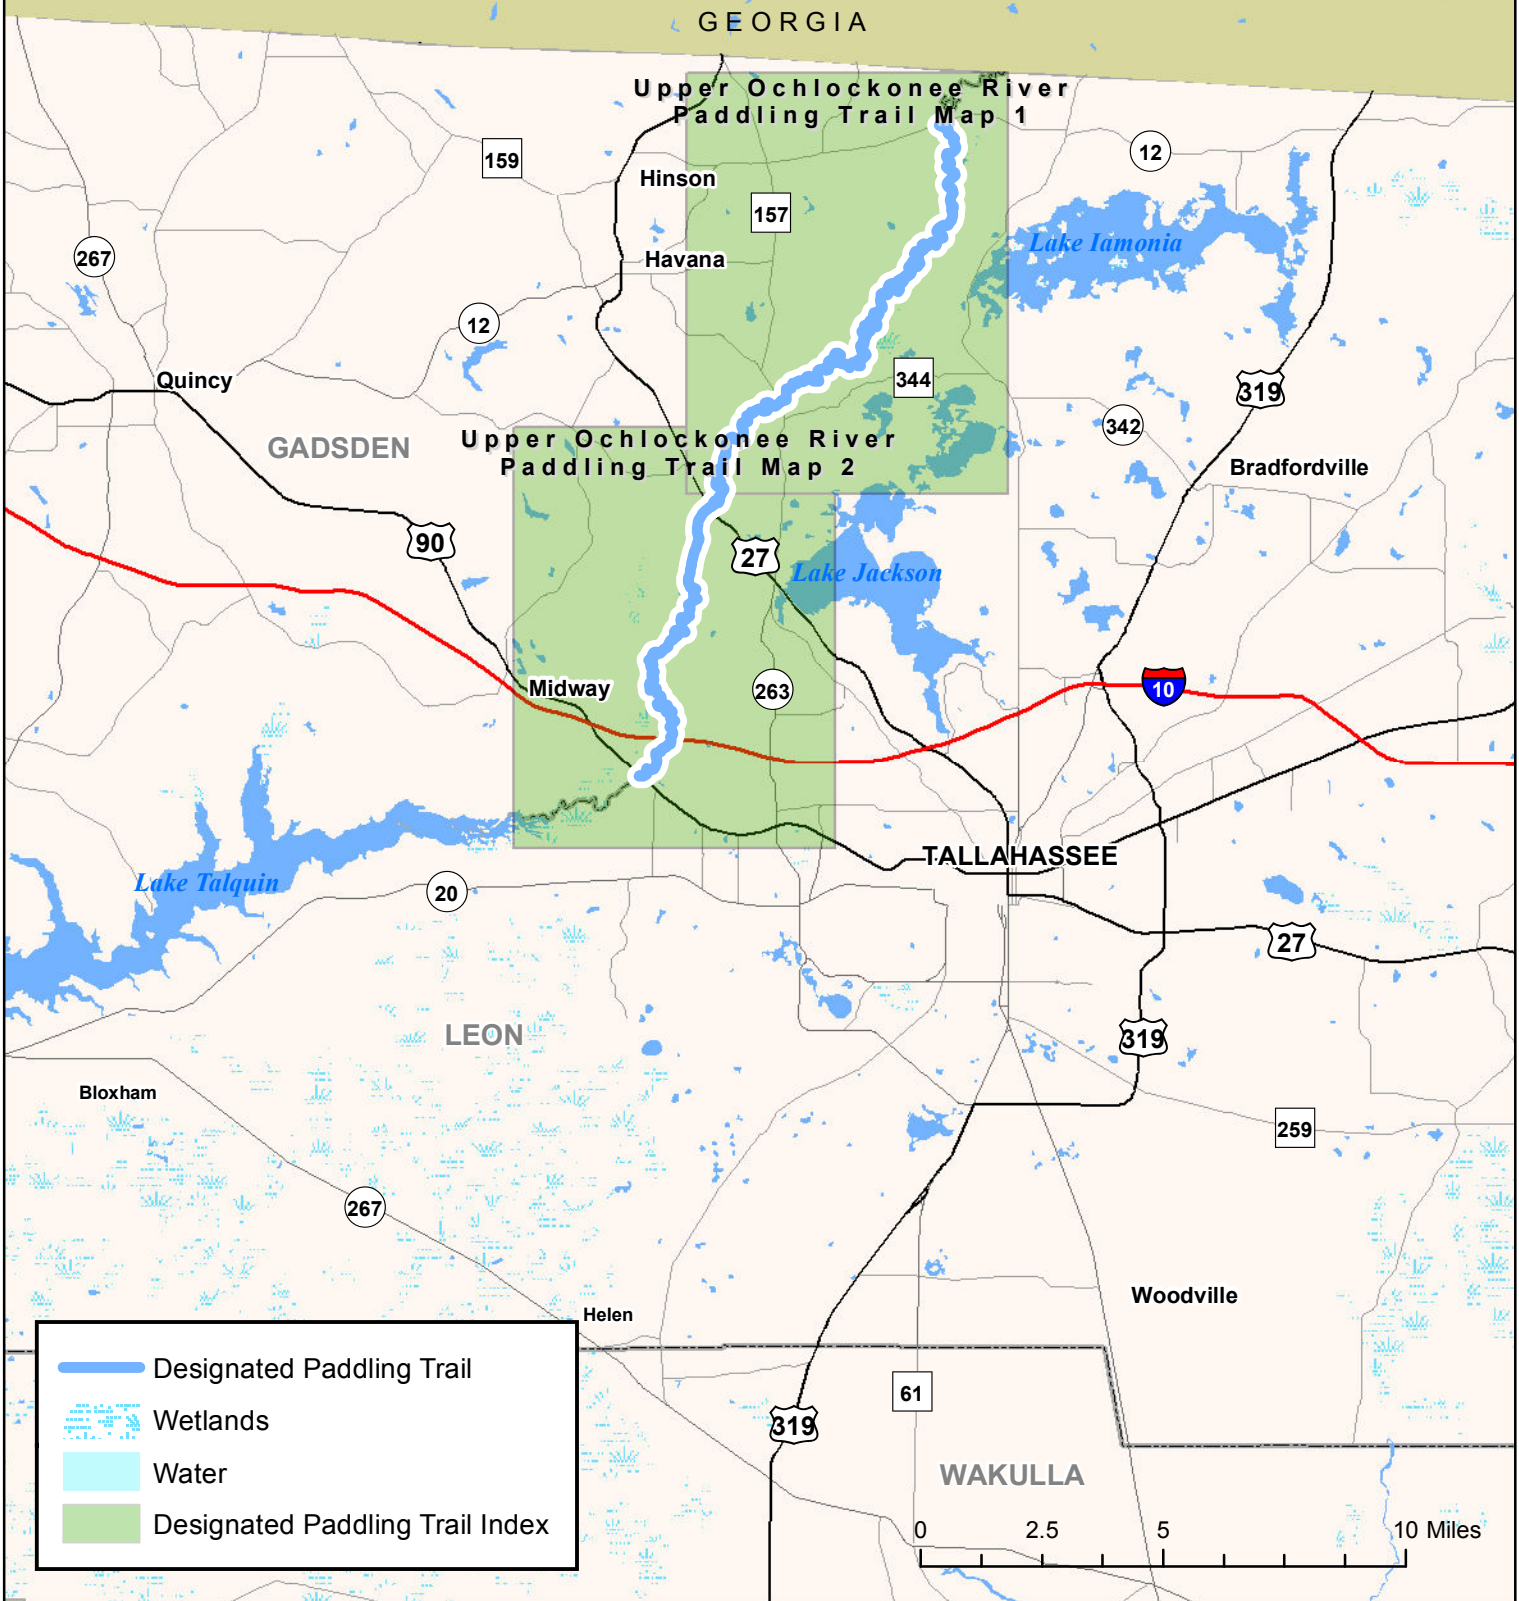 GEORGIA
Upper Ochlockonee River
Paddling Trail Map 1
159
12
Hinson
157
Lake Iamonia
267
Havana
12
344
Quincy
319
342
GADSDEN
Upper Ochlockonee River
Paddling Trail Map 2
Bradfordville
90
27
Lake Jackson
Midway
263
10
TALLAHASSEE
Lake Talquin
20
27
LEON
319
Bloxham
259
267
Woodville
Helen
Designated Paddling Trail
Wetlands
Water
Designated Paddling Trail Index
61
319
WAKULLA
0 2.5 5 10 Miles